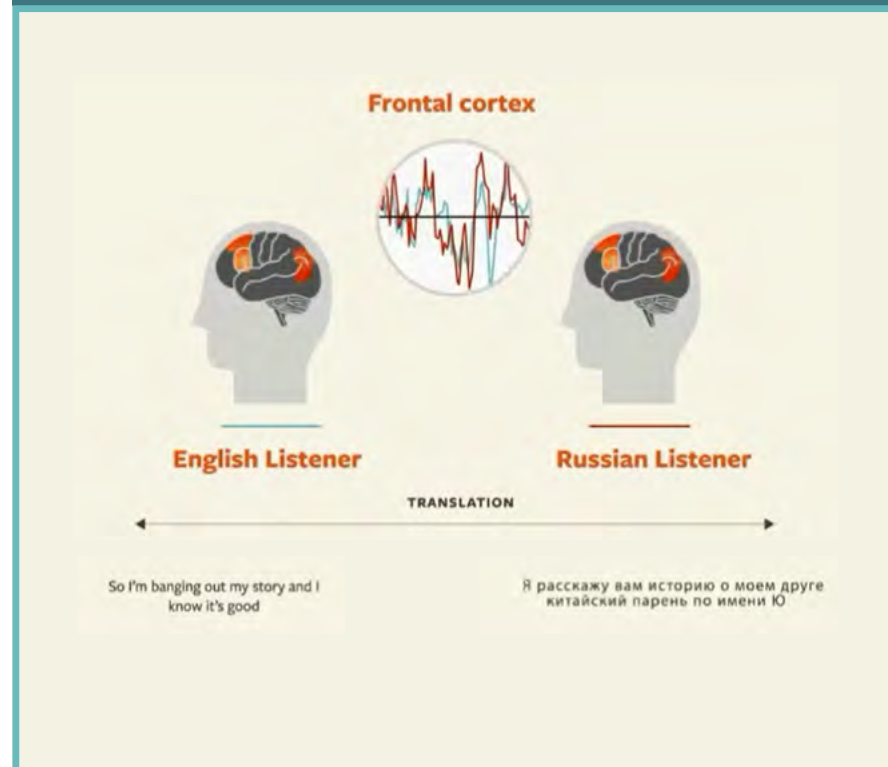 Frontal cortex
English Listener
Russian Listener
TRANSLATION
So I'm banging out my story and I
know it's good
Я расскажу вам историю о моем друге
китайский парень по имени Ю